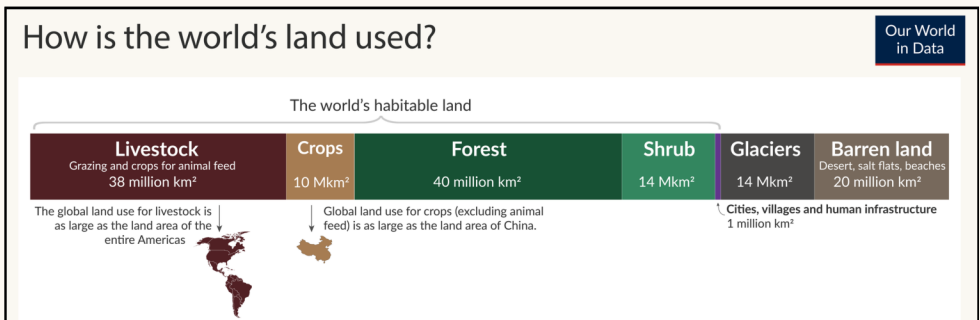 How is the world's land used?
Our World
in Data
The world's habitable land
Livestock
Grazing and crops for animal feed
38 million km²
Crops
10 Mkm²
Forest
40 million km²
Shrub
14 Mkm²
Glaciers
14 Mkm²
Barren land
Desert, salt flats, beaches
20 million km²
The global land use for livestock is
as large as the land area of the
entire Americas
Global land use for crops (excluding animal
feed) is as large as the land area of China.
Cities, villages and human infrastructure
1 million km²